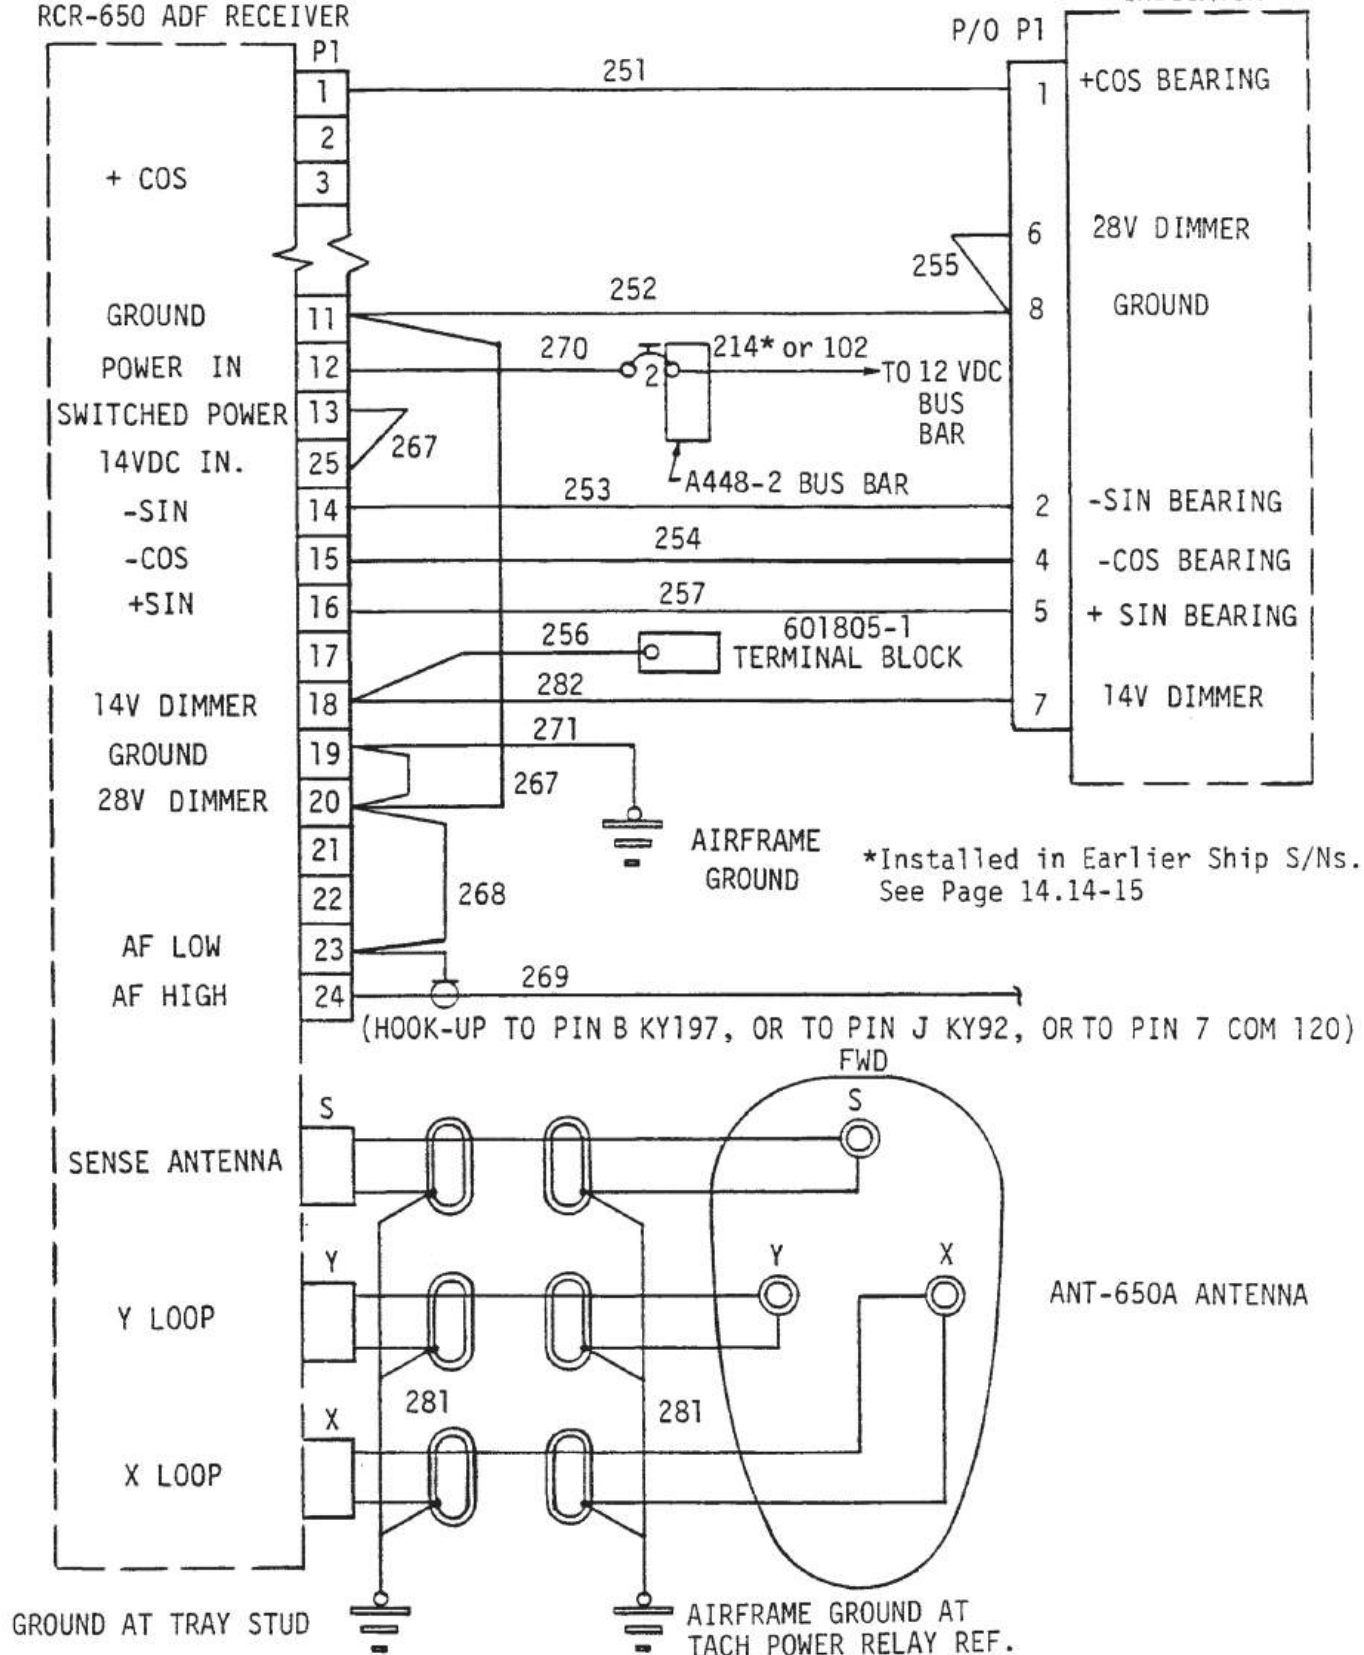 RCR-650 ADF RECEIVER
P/O P1
P1
1
251
1
+COS BEARING
2
+ COS
3
6
28V DIMMER
255
252
GROUND
11
8
GROUND
POWER IN
12
270
2
214* or 102
TO 12 VDC
BUS
BAR
SWITCHED POWER
13
267
14VDC IN.
25
A448-2 BUS BAR
-SIN
14
253
2
-SIN BEARING
-COS
15
254
4
-COS BEARING
+SIN
16
257
5
+ SIN BEARING
17
256
601805-1
TERMINAL BLOCK
14V DIMMER
18
282
7
14V DIMMER
GROUND
19
271
28V DIMMER
20
267
AIRFRAME
GROUND
*Installed in Earlier Ship S/Ns.
See Page 14.14-15
21
22
268
AF LOW
23
AF HIGH
24
269
(HOOK-UP TO PIN B KY197, OR TO PIN J KY92, OR TO PIN 7 COM 120)
FWD
S
S
SENSE ANTENNA
Y
Y
X
Y LOOP
ANT-650A ANTENNA
281
281
X
X LOOP
GROUND AT TRAY STUD
AIRFRAME GROUND AT
TACH POWER RELAY REF.